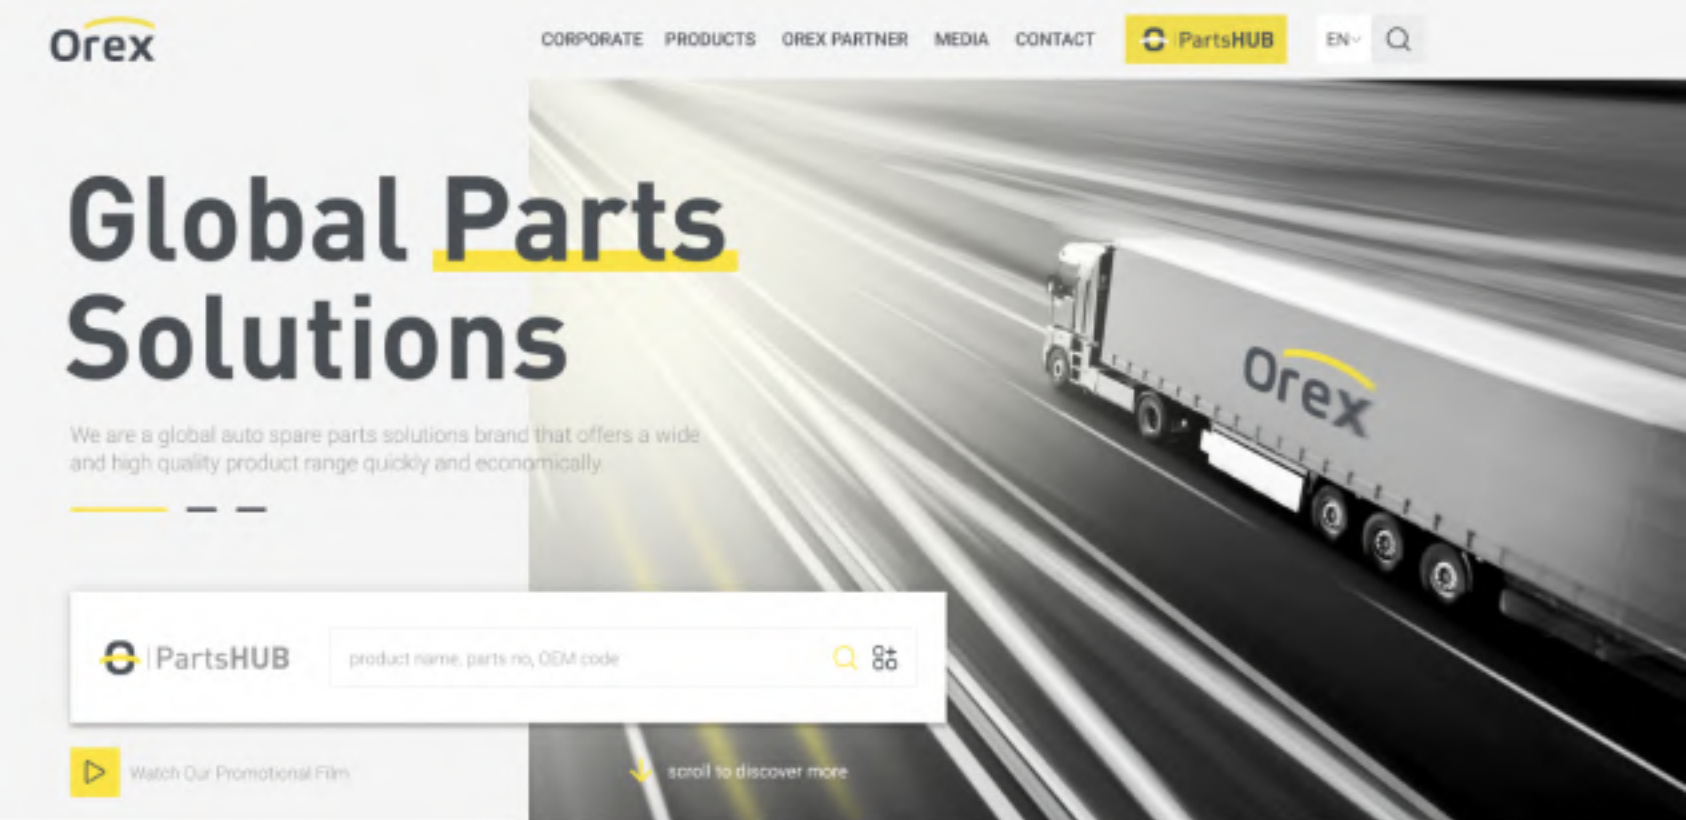 Orex
CORPORATE PRODUCTS OREX PARTNER MEDIA CONTACT PartsHUB EN
Global Parts
Solutions
We are a global auto spare parts solutions brand that offers a wide
and high quality product range quickly and economically.
Orex
PartsHUB product name, parts no, OEM code
Watch Our Promotional Film scroll to discover more